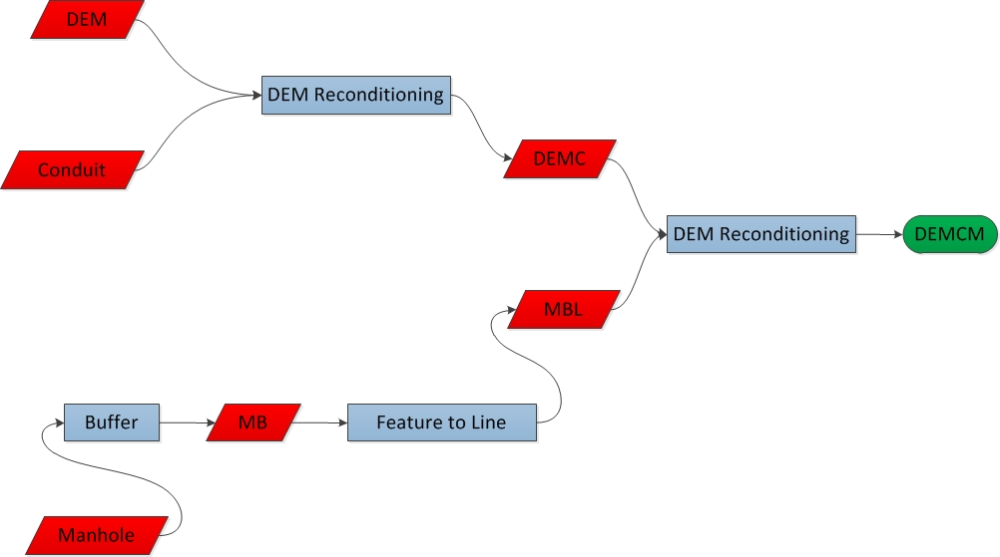 DEM
DEM Reconditioning
Conduit
DEMC
DEM Reconditioning
DEMCM
MBL
Buffer
MB
Feature to Line
Manhole